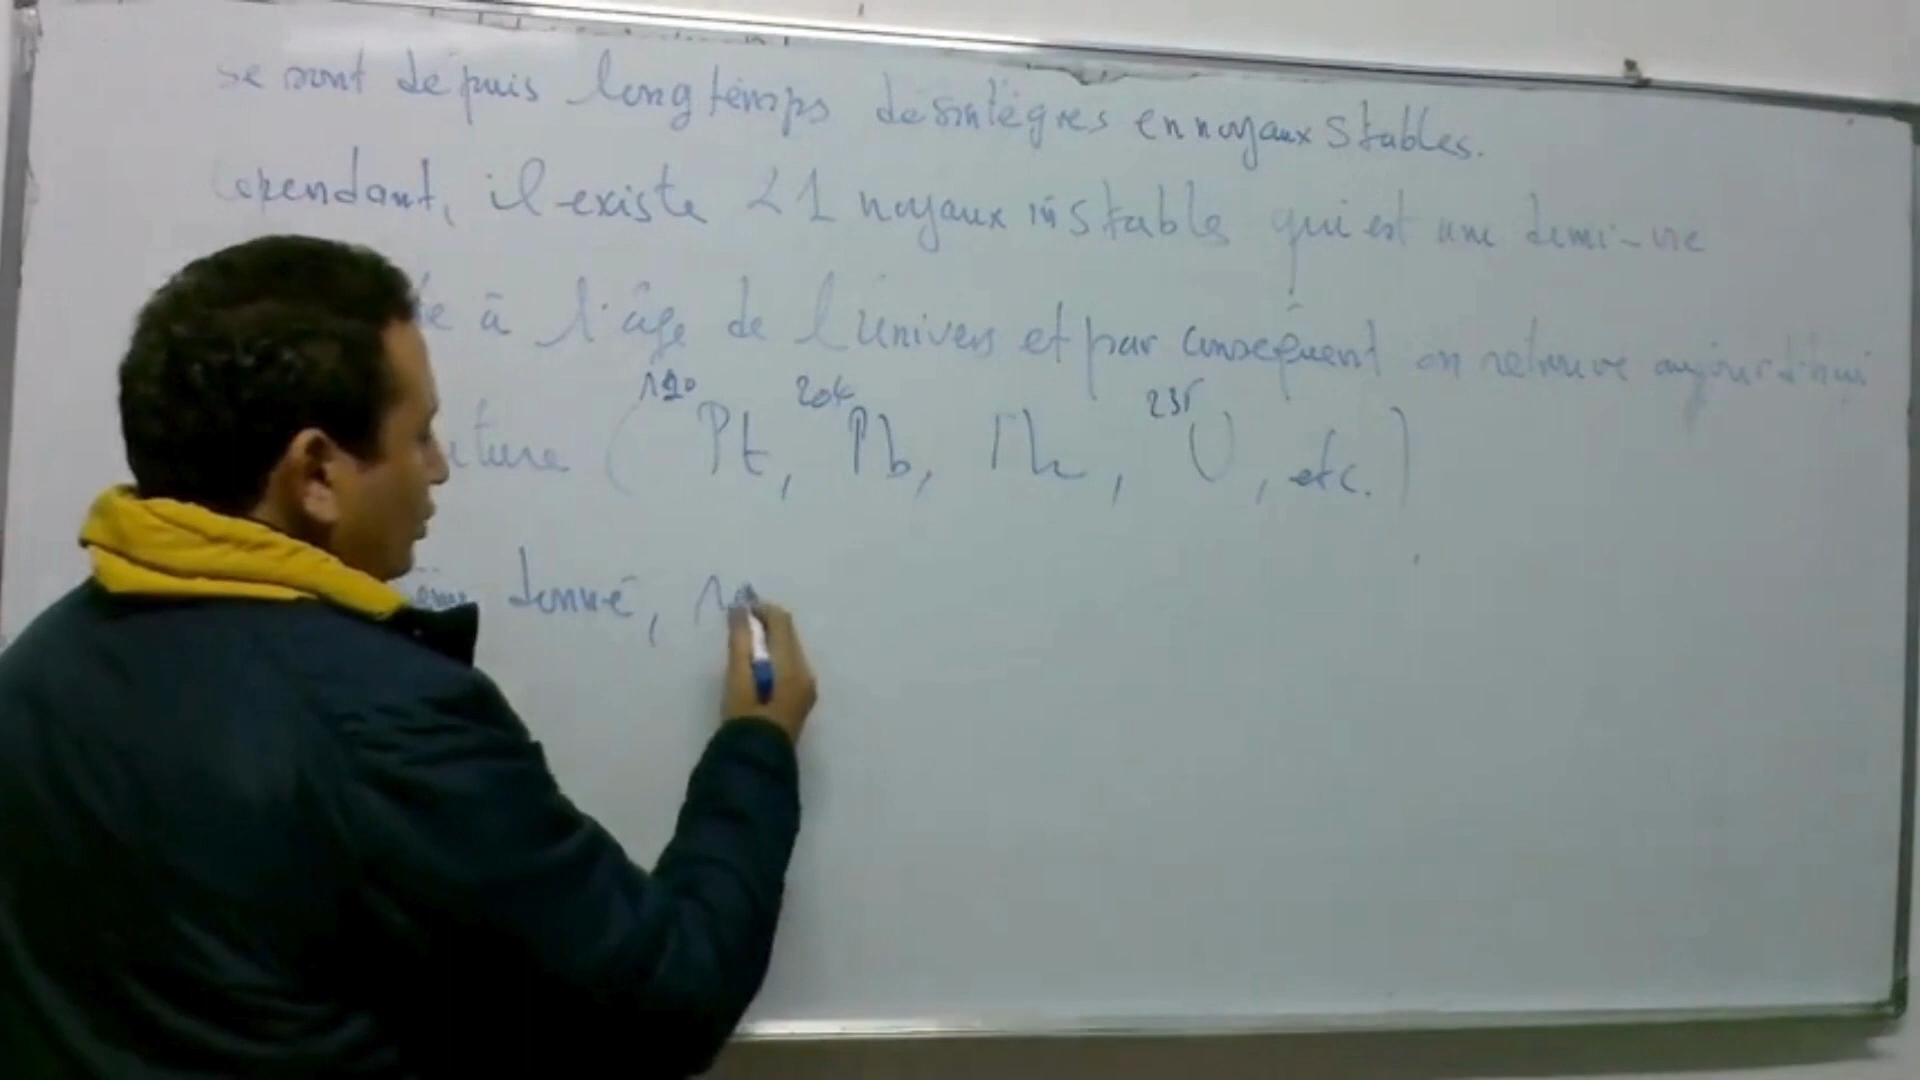 se sont depuis longtemps désintégrés en noyaux stables.
Cependant, il existe 21 noyaux instables qui est une demi-vie
à l'âge de l'univers et par conséquent on retrouve aujourd'hui
(¹⁹⁰Pt, ²⁰⁴Pb, Th, ²³⁵U, etc.)
donné,